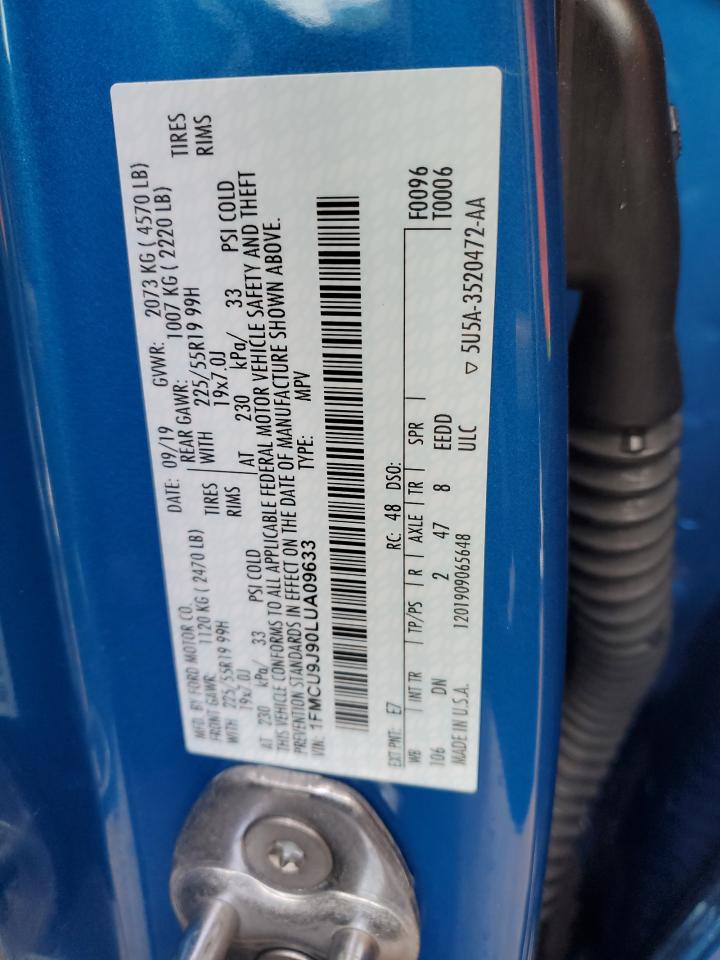 MFD. BY FORD MOTOR CO.
DATE: 09/19 GVWR: 2073 KG ( 4570 LB)
FRONT GAWR: 1120 KG ( 2470 LB) REAR GAWR: 1007 KG ( 2220 LB)
WITH 225/55R19 99H TIRES WITH 225/55R19 99H TIRES
19x7.0J RIMS 19x7.0J RIMS
AT 230 kPa/ 33 PSI COLD AT 230 kPa/ 33 PSI COLD
THIS VEHICLE CONFORMS TO ALL APPLICABLE FEDERAL MOTOR VEHICLE SAFETY AND THEFT
PREVENTION STANDARDS IN EFFECT ON THE DATE OF MANUFACTURE SHOWN ABOVE.
VIN: 1FMCU9J90LUA09633 TYPE: MPV
EXT PNT: E7 RC: 48 DSO:
WB INT TR TP/PS R AXLE TR SPR F0096
106 DN 2 47 8 EEDD T0006
MADE IN U.S.A. 1201909065648 ULC ▽ 5U5A-3520472-AA